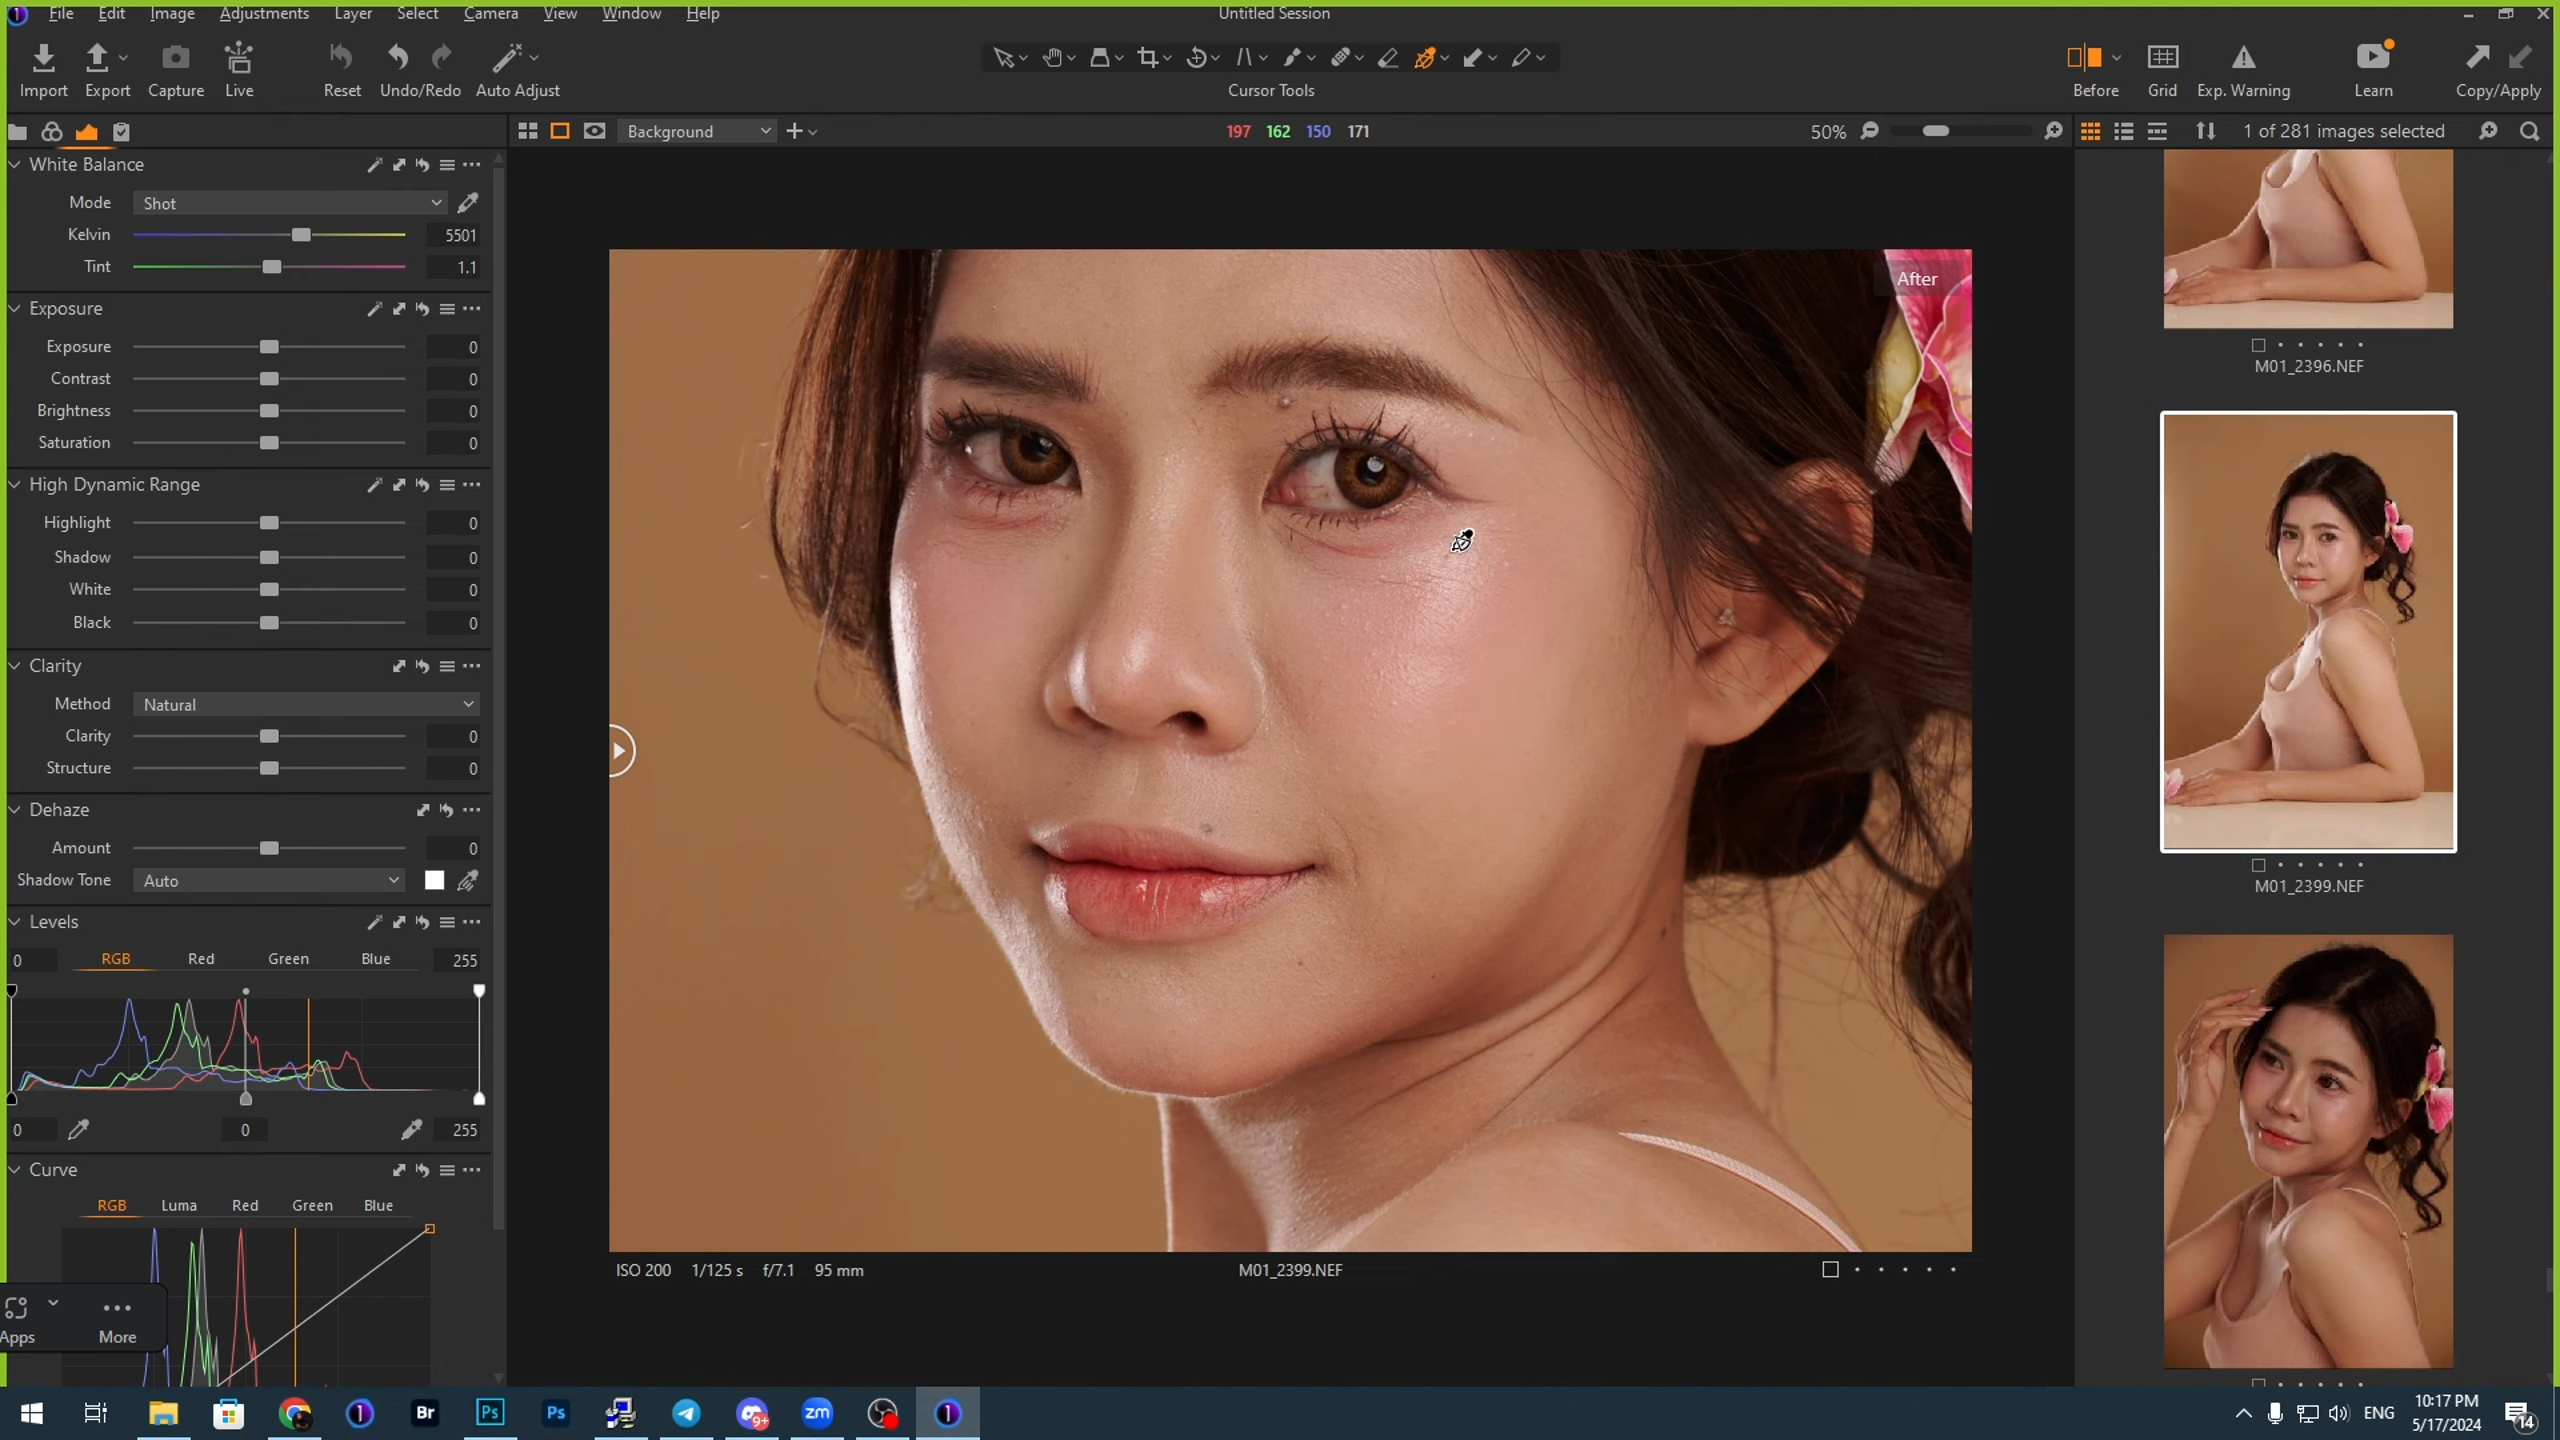 File Edit Image Adjustments Layer Select Camera View Window Help Untitled Session
Import Export Capture Live Reset Undo/Redo Auto Adjust Cursor Tools Before Grid Exp. Warning Learn Copy/Apply
Background 197 162 150 171 50% 1 of 281 images selected
White Balance
Mode Shot
Kelvin 5501
Tint 1.1
Exposure
Exposure 0
Contrast 0
Brightness 0
Saturation 0
High Dynamic Range
Highlight 0
Shadow 0
White 0
Black 0
Clarity
Method Natural
Clarity 0
Structure 0
Dehaze
Amount 0
Shadow Tone Auto
Levels
0 RGB Red Green Blue 255
0 0 255
Curve
RGB Luma Red Green Blue
Apps More
After
ISO 200 1/125 s f/7.1 95 mm M01_2399.NEF
M01_2396.NEF
M01_2399.NEF
Br Ps Ps 9+ zm
ENG 10:17 PM
5/17/2024
14